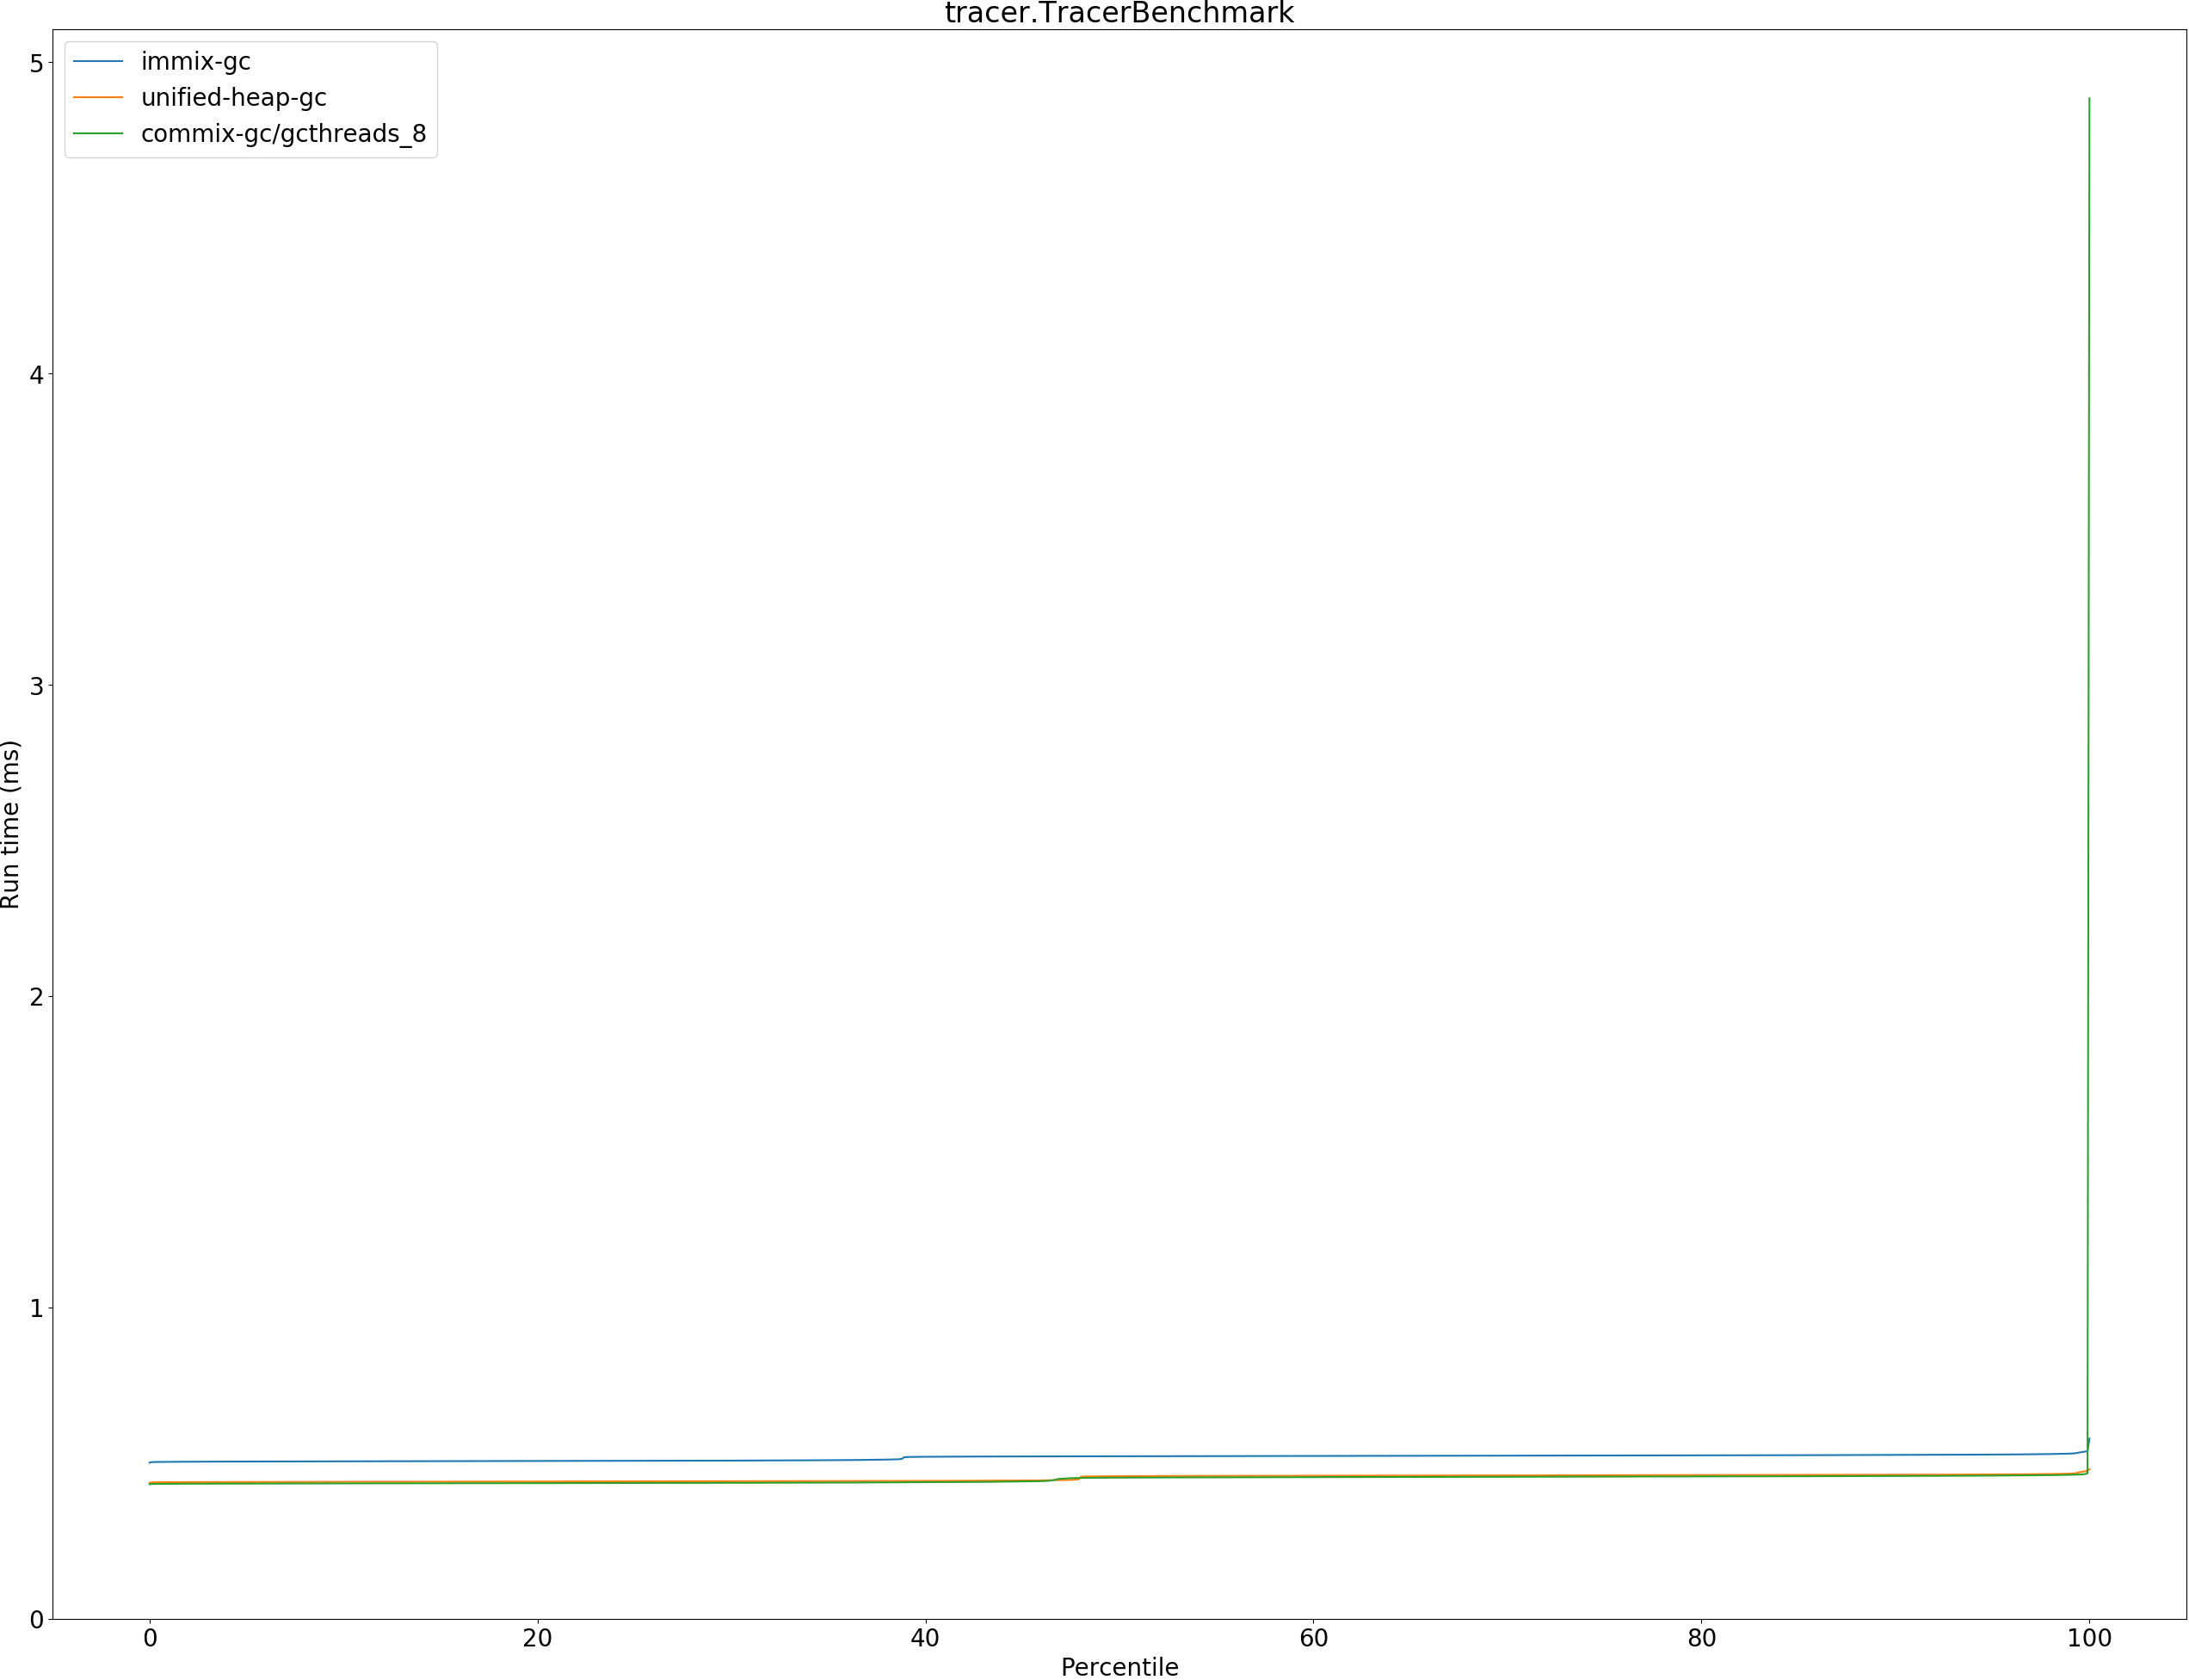 tracer.TracerBenchmark
immix-gc
unified-heap-gc
commix-gc/gcthreads_8
5
4
3
2
1
0
Run time (ms)
0 20 40 60 80 100
Percentile